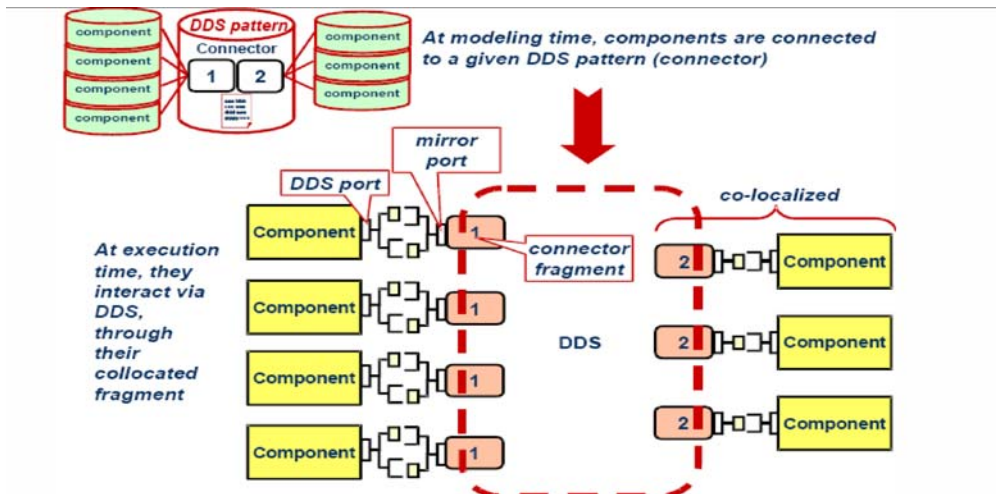 component
component
component
component
DDS pattern
Connector
1
2
component
component
component
At modeling time, components are connected
to a given DDS pattern (connector)
mirror
port
DDS port
co-localized
At execution
time, they
interact via
DDS,
through
their
collocated
fragment
Component
1
connector
fragment
Component
1
Component
1
Component
1
DDS
2
Component
2
Component
2
Component